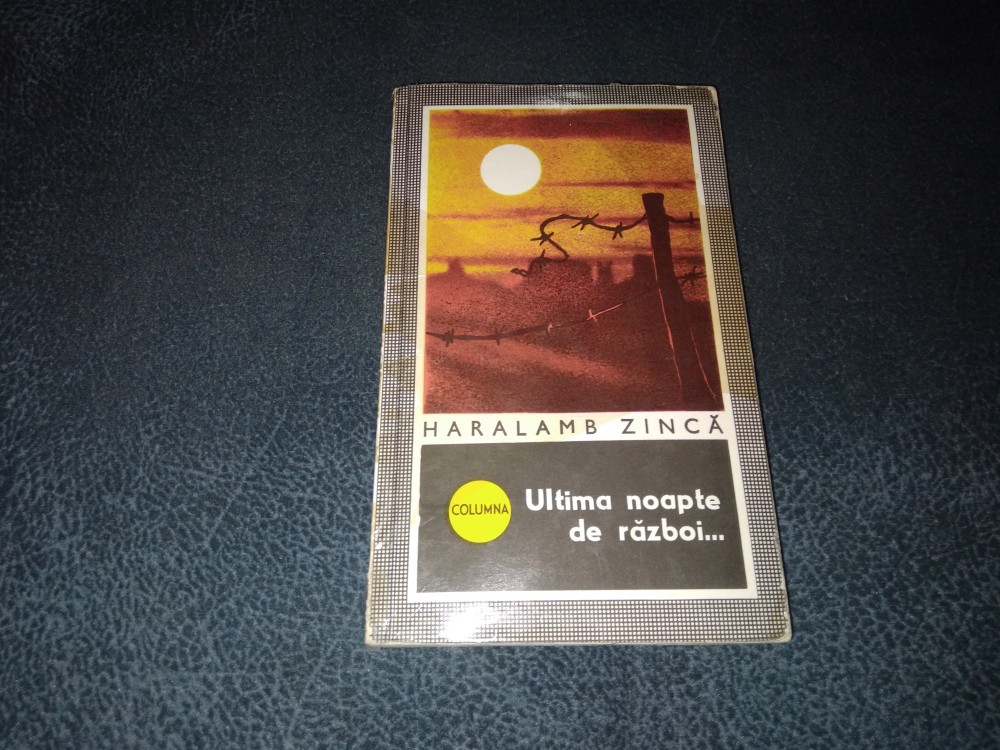 HARALAMB ZINCĂ
COLUMNA
Ultima noapte
de război...